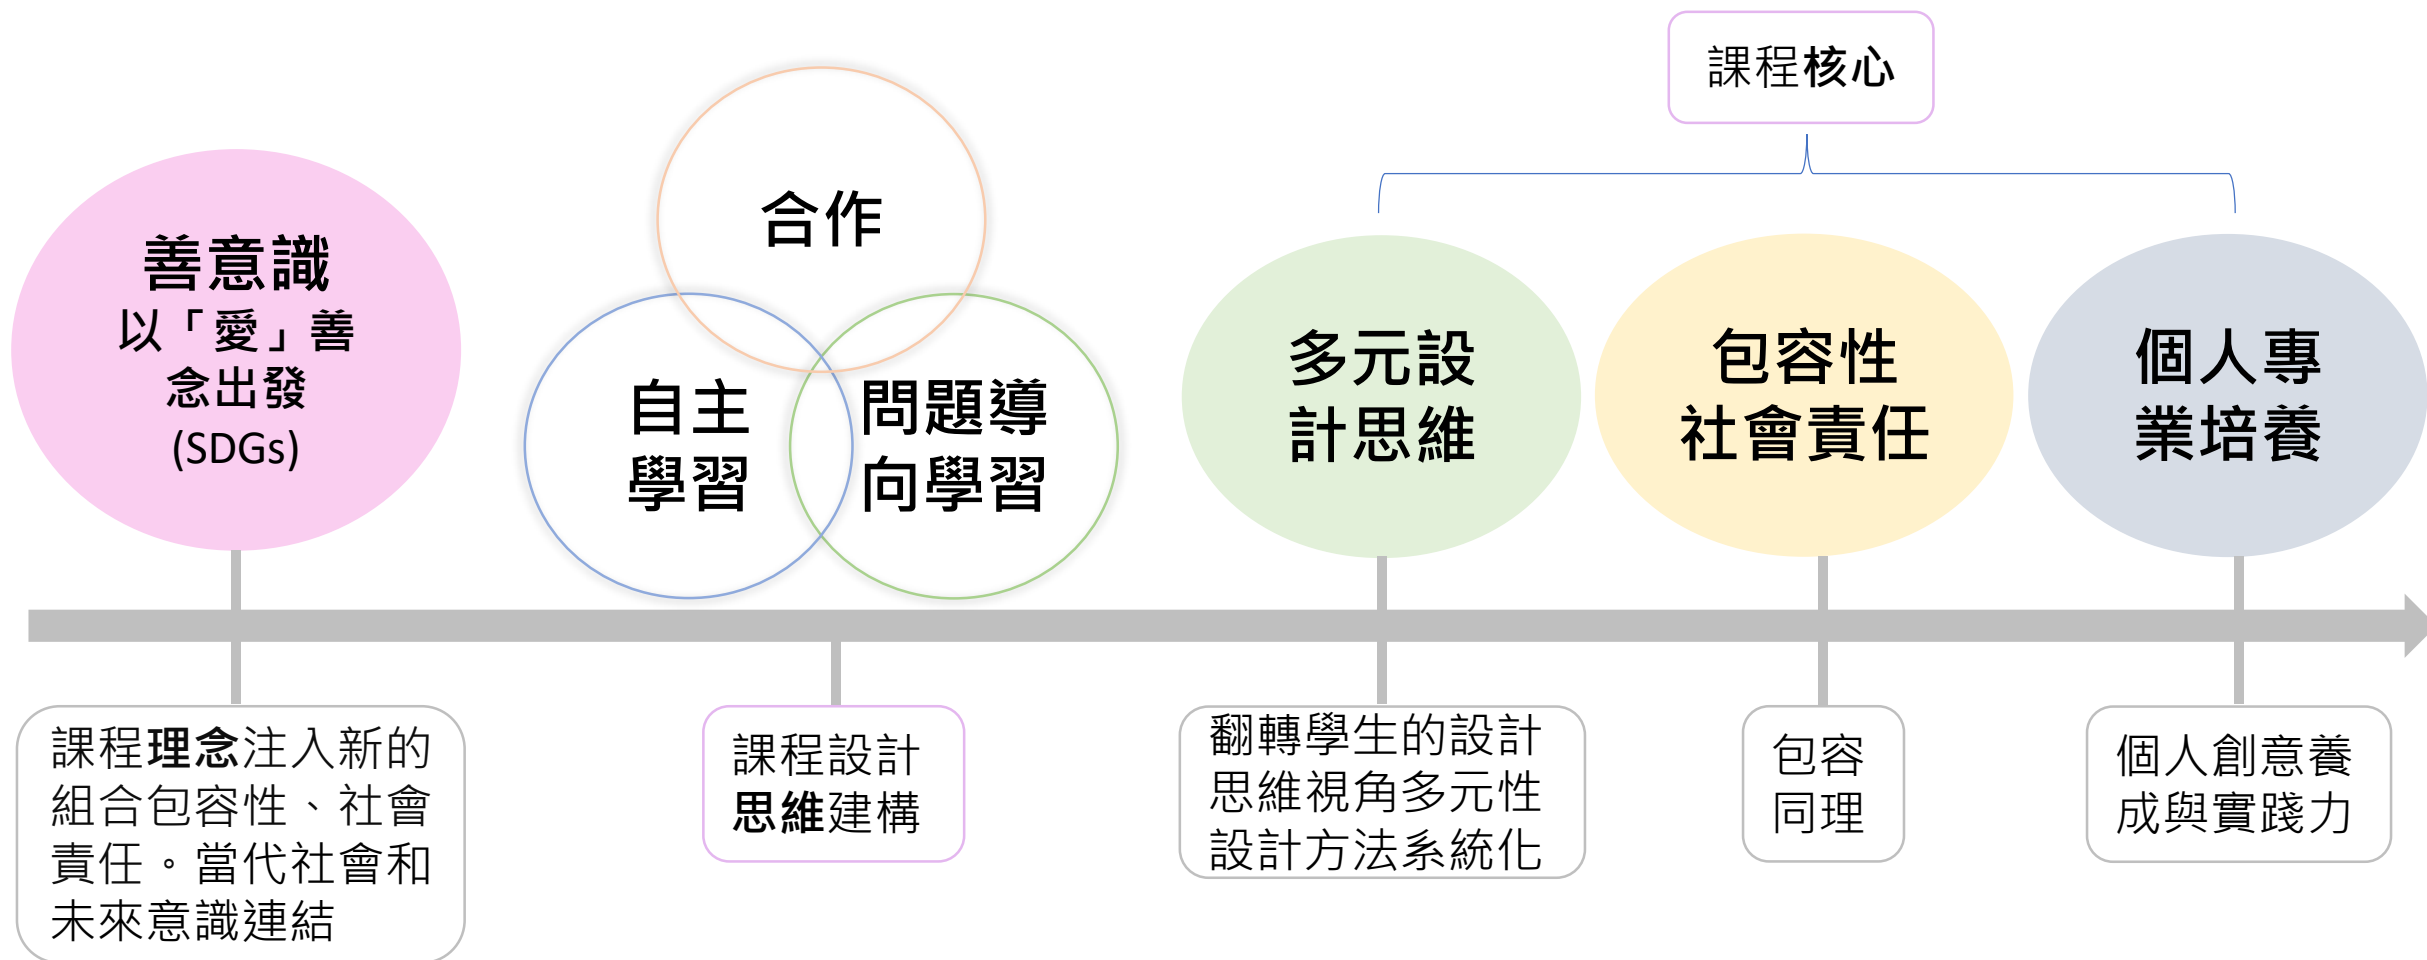 課程核心
善意識
以「愛」善
念出發
(SDGs)
合作
自主
學習
問題導
向學習
多元設
計思維
包容性
社會責任
個人專
業培養
課程理念注入新的
組合包容性、社會
責任。當代社會和
未來意識連結
課程設計
思維建構
翻轉學生的設計
思維視角多元性
設計方法系統化
包容
同理
個人創意養
成與實踐力